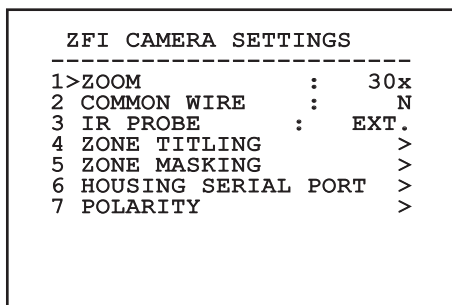 ZFI CAMERA SETTINGS
-------------------------
1>ZOOM : 30x
2 COMMON WIRE : N
3 IR PROBE : EXT.
4 ZONE TITLING >
5 ZONE MASKING >
6 HOUSING SERIAL PORT >
7 POLARITY >